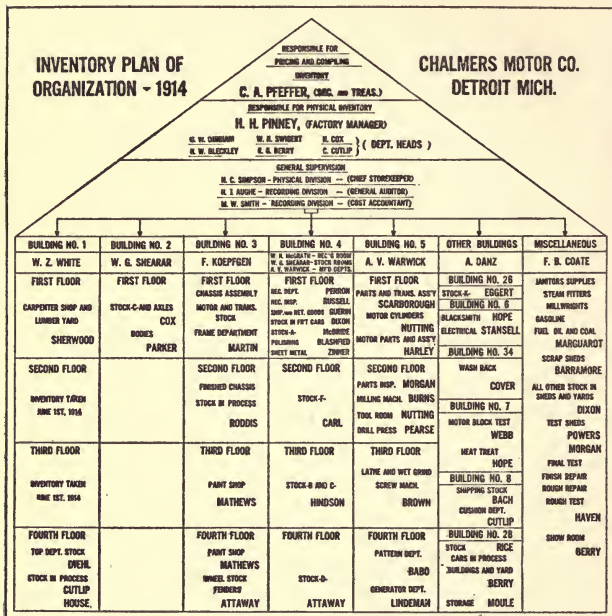 INVENTORY PLAN OF
ORGANIZATION - 1914
CHALMERS MOTOR CO.
DETROIT MICH.
RESPONSIBLE FOR
PRICING AND COMPILING
INVENTORY
C. A. PFEFFER, (SEC. AND TREAS.)
RESPONSIBLE FOR PHYSICAL INVENTORY
H. H. PINNEY, (FACTORY MANAGER)
G. W. DUNHAM W. H. SWIGERT H. COX
H. W. BLECKLEY E. G. BERRY C. CUTLIP
(DEPT. HEADS)
GENERAL SUPERVISION
H. C. SIMPSON - PHYSICAL DIVISION - (CHIEF STOREKEEPER)
H. I AUGHE - RECORDING DIVISION - (GENERAL AUDITOR)
M. W. SMITH - RECORDING DIVISION - (COST ACCOUNTANT)
BUILDING NO. 1
W. Z. WHITE
FIRST FLOOR
CARPENTER SHOP AND
LUMBER YARD
SHERWOOD
SECOND FLOOR
INVENTORY TAKEN
JUNE 1ST, 1914
THIRD FLOOR
INVENTORY TAKEN
JUNE 1ST, 1914
FOURTH FLOOR
TOP DEPT. STOCK
DIEHL
STOCK IN PROCESS
CUTLIP
HOUSE.
BUILDING NO. 2
W. G. SHEARAR
FIRST FLOOR
STOCK-C-AND AXLES
COX
BODIES
PARKER
BUILDING NO. 3
F. KOEPFGEN
FIRST FLOOR
CHASSIS ASSEMBLY
MOTOR AND TRANS.
STOCK
FRAME DEPARTMENT
MARTIN
SECOND FLOOR
FINISHED CHASSIS
STOCK IN PROCESS
RODDIS
THIRD FLOOR
PAINT SHOP
MATHEWS
FOURTH FLOOR
PAINT SHOP
MATHEWS
WHEEL STOCK
FENDERS
ATTAWAY
BUILDING NO. 4
W. H. McGRATH - REC'G ROOM
W. G. SHEARAR-STOCK ROOMS
A. V. WARWICK - MF'D DEPTS.
FIRST FLOOR
REC. DEPT. PERRON
REC. INSP. RUSSELL
SHIP. AND RET. GOODS GUERIN
STOCK IN FR'T CARS DIXON
STOCK-A- McBRIDE
POLISHING BLASHFIED
SHEET METAL ZINNER
SECOND FLOOR
STOCK-F-
CARL
THIRD FLOOR
STOCK-B AND C-
HINDSON
FOURTH FLOOR
STOCK-D-
ATTAWAY
BUILDING NO. 5
A. V. WARWICK
FIRST FLOOR
PARTS AND TRANS. ASS'Y
SCARBOROUGH
MOTOR CYLINDERS
NUTTING
MOTOR PARTS AND ASS'Y
HARLEY
SECOND FLOOR
PARTS INSP. MORGAN
MILLING MACH. BURNS
TOOL ROOM NUTTING
DRILL PRESS PEARSE
THIRD FLOOR
LATHE AND WET GRIND
SCREW MACH.
BROWN
FOURTH FLOOR
PATTERN DEPT.
BABO
GENERATOR DEPT.
LINDEMAN
OTHER BUILDINGS
A. DANZ
BUILDING NO. 26
STOCK-K- EGGERT
BUILDING NO. 6
BLACKSMITH HOPE
ELECTRICAL STANSELL
BUILDING NO. 34
WASH RACK
COVER
BUILDING NO. 7
MOTOR BLOCK TEST
WEBB
HEAT TREAT
HOPE
BUILDING NO. 8
SHIPPING STOCK
BACH
CUSHION DEPT.
CUTLIP
BUILDING NO. 28
STOCK RICE
CARS IN PROCESS
BUILDINGS AND YARD
BERRY
STORAGE MOULE
MISCELLANEOUS
F. B. COATE
JANITORS SUPPLIES
STEAM FITTERS
MILLWRIGHTS
GASOLINE
FUEL OIL AND COAL
MARGUARDT
SCRAP SHEDS
BARRAMORE
ALL OTHER STOCK IN
SHEDS AND YARDS
DIXON
TEST SHEDS
POWERS
MORGAN
FINAL TEST
FINISH REPAIR
ROUGH REPAIR
ROUGH TEST
HAVEN
SHOW ROOM
BERRY